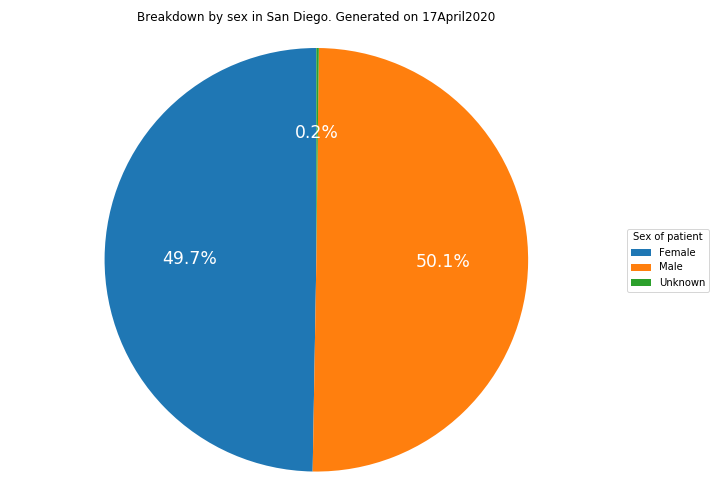 Breakdown by sex in San Diego. Generated on 17April2020
0.2%
49.7%
50.1%
Sex of patient
Female
Male
Unknown